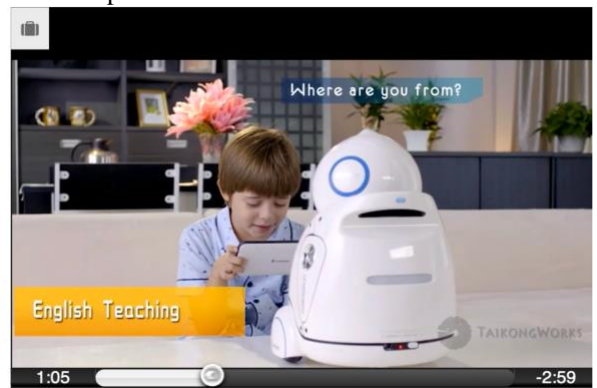 Where are you from?
English Teaching
TAIKONGWORKS
1:05
-2:59